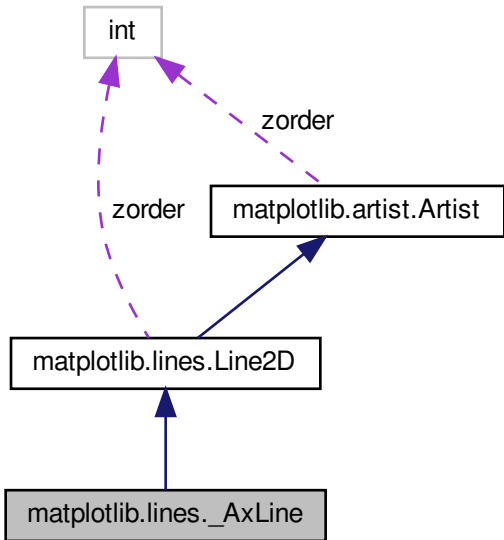 int
zorder
matplotlib.artist.Artist
zorder
matplotlib.lines.Line2D
matplotlib.lines._AxLine